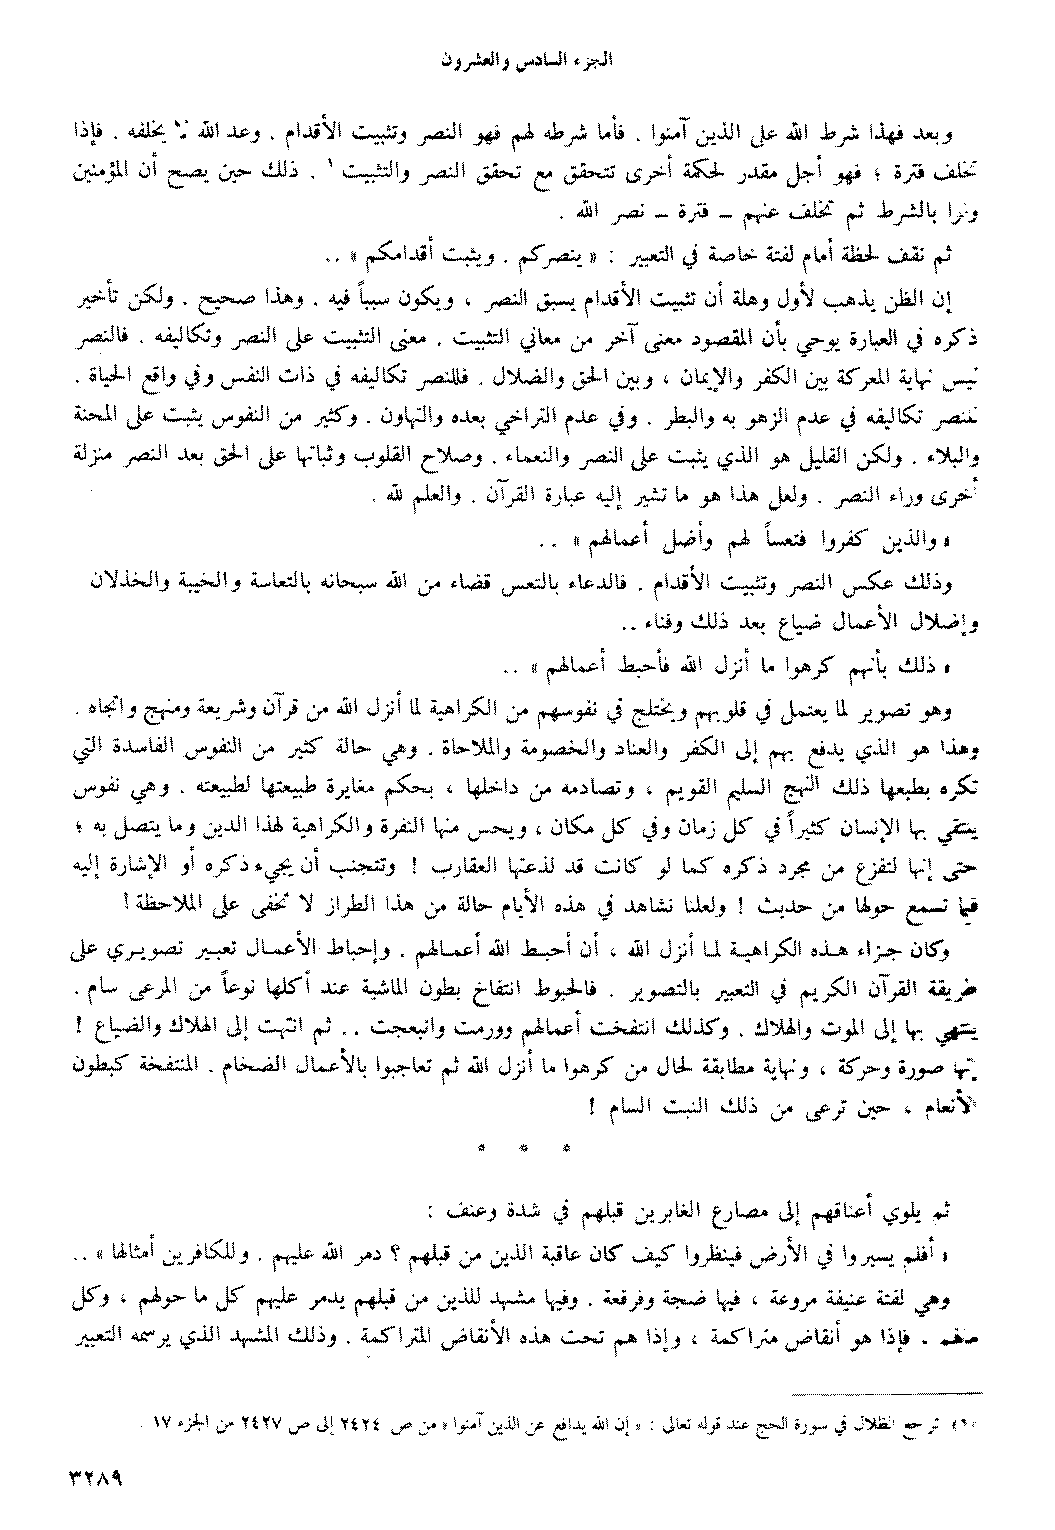 الجزء السادس والعشرون
وبعد فهذا شرط الله على الذين آمنوا . فأما شرطه لهم فهو النصر وتثبيت الأقدام . وعد الله لا يخلفه . فإذا
تخلف فترة ؛ فهو أجل مقدر لحكمة أخرى تتحقق مع تحقق النصر والتثبيت ١ . ذلك حين يصح أن المؤمنين
وفوا بالشرط ثم تخلف عنهم – فترة – نصر الله .
ثم نقف لحظة أمام لفتة خاصة في التعبير : « ينصركم . ويثبت أقدامكم » ..
إن الظن يذهب لأول وهلة أن تثبيت الأقدام يسبق النصر ، ويكون سبباً فيه . وهذا صحيح . ولكن تأخير
ذكره في العبارة يوحي بأن المقصود معنى آخر من معاني التثبيت . معنى التثبيت على النصر وتكاليفه . فالنصر
ليس نهاية المعركة بين الكفر والإيمان ، وبين الحق والضلال . فللنصر تكاليفه في ذات النفس وفي واقع الحياة .
للنصر تكاليفه في عدم الزهو به والبطر . وفي عدم التراخي بعده والتهاون . وكثير من النفوس يثبت على المحنة
والبلاء . ولكن القليل هو الذي يثبت على النصر والنعماء . وصلاح القلوب وثباتها على الحق بعد النصر منزلة
أخرى وراء النصر . ولعل هذا هو ما تشير إليه عبارة القرآن . والعلم لله .
« والذين كفروا فتعساً لهم وأضل أعمالهم » ..
وذلك عكس النصر وتثبيت الأقدام . فالدعاء بالتعس قضاء من الله سبحانه بالتعاسة والخيبة والخذلان
وإضلال الأعمال ضياع بعد ذلك وفناء ..
« ذلك بأنهم كرهوا ما أنزل الله فأحبط أعمالهم » ..
وهو تصوير لما يعتمل في قلوبهم ويختلج في نفوسهم من الكراهية لما أنزل الله من قرآن وشريعة ومنهج واتجاه .
وهذا هو الذي يدفع بهم إلى الكفر والعناد والخصومة والملاحاة . وهي حالة كثير من النفوس الفاسدة التي
تكره بطبعها ذلك النهج السليم القويم ، وتصادمه من داخلها ، بحكم مغايرة طبيعتها لطبيعته . وهي نفوس
يلتقي بها الإنسان كثيراً في كل زمان وفي كل مكان ، ويحس منها النفرة والكراهية لهذا الدين وما يتصل به ؛
حتى إنها لتفزع من مجرد ذكره كما لو كانت قد لذعتها العقارب ! وتتجنب أن يجيء ذكره أو الإشارة إليه
فيما تسمع حولها من حديث ! ولعلنا نشاهد في هذه الأيام حالة من هذا الطراز لا تخفى على الملاحظة !
وكان جزاء هذه الكراهية لما أنزل الله ، أن أحبط الله أعمالهم . وإحباط الأعمال تعبير تصويري على
طريقة القرآن الكريم في التعبير بالتصوير . فالحبوط انتفاخ بطون الماشية عند أكلها نوعاً من المرعى سام .
ينتهي بها إلى الموت والهلاك . وكذلك انتفخت أعمالهم وورمت وانبعجت .. ثم انتهت إلى الهلاك والضياع !
إنها صورة وحركة ، ونهاية مطابقة لحال من كرهوا ما أنزل الله ثم تعاجبوا بالأعمال الضخام . المنتفخة كبطون
الأنعام ، حين ترعى من ذلك النبت السام !
* * *
ثم يلوي أعناقهم إلى مصارع الغابرين قبلهم في شدة وعنف :
« أفلم يسيروا في الأرض فينظروا كيف كان عاقبة الذين من قبلهم ؟ دمر الله عليهم . وللكافرين أمثالها » ..
وهي لفتة عنيفة مروعة ، فيها ضجة وفرقعة . وفيها مشهد للذين من قبلهم يدمر عليهم كل ما حولهم ، وكل
ما لهم . فإذا هو أنقاض متراكمة ، وإذا هم تحت هذه الأنقاض المتراكمة . وذلك المشهد الذي يرسمه التعبير
(١) تراجع الظلال في سورة الحج عند قوله تعالى : « إن الله يدافع عن الذين آمنوا » من ص ٢٤٢٤ إلى ص ٢٤٢٧ من الجزء ١٧ .
٣٢٨٩